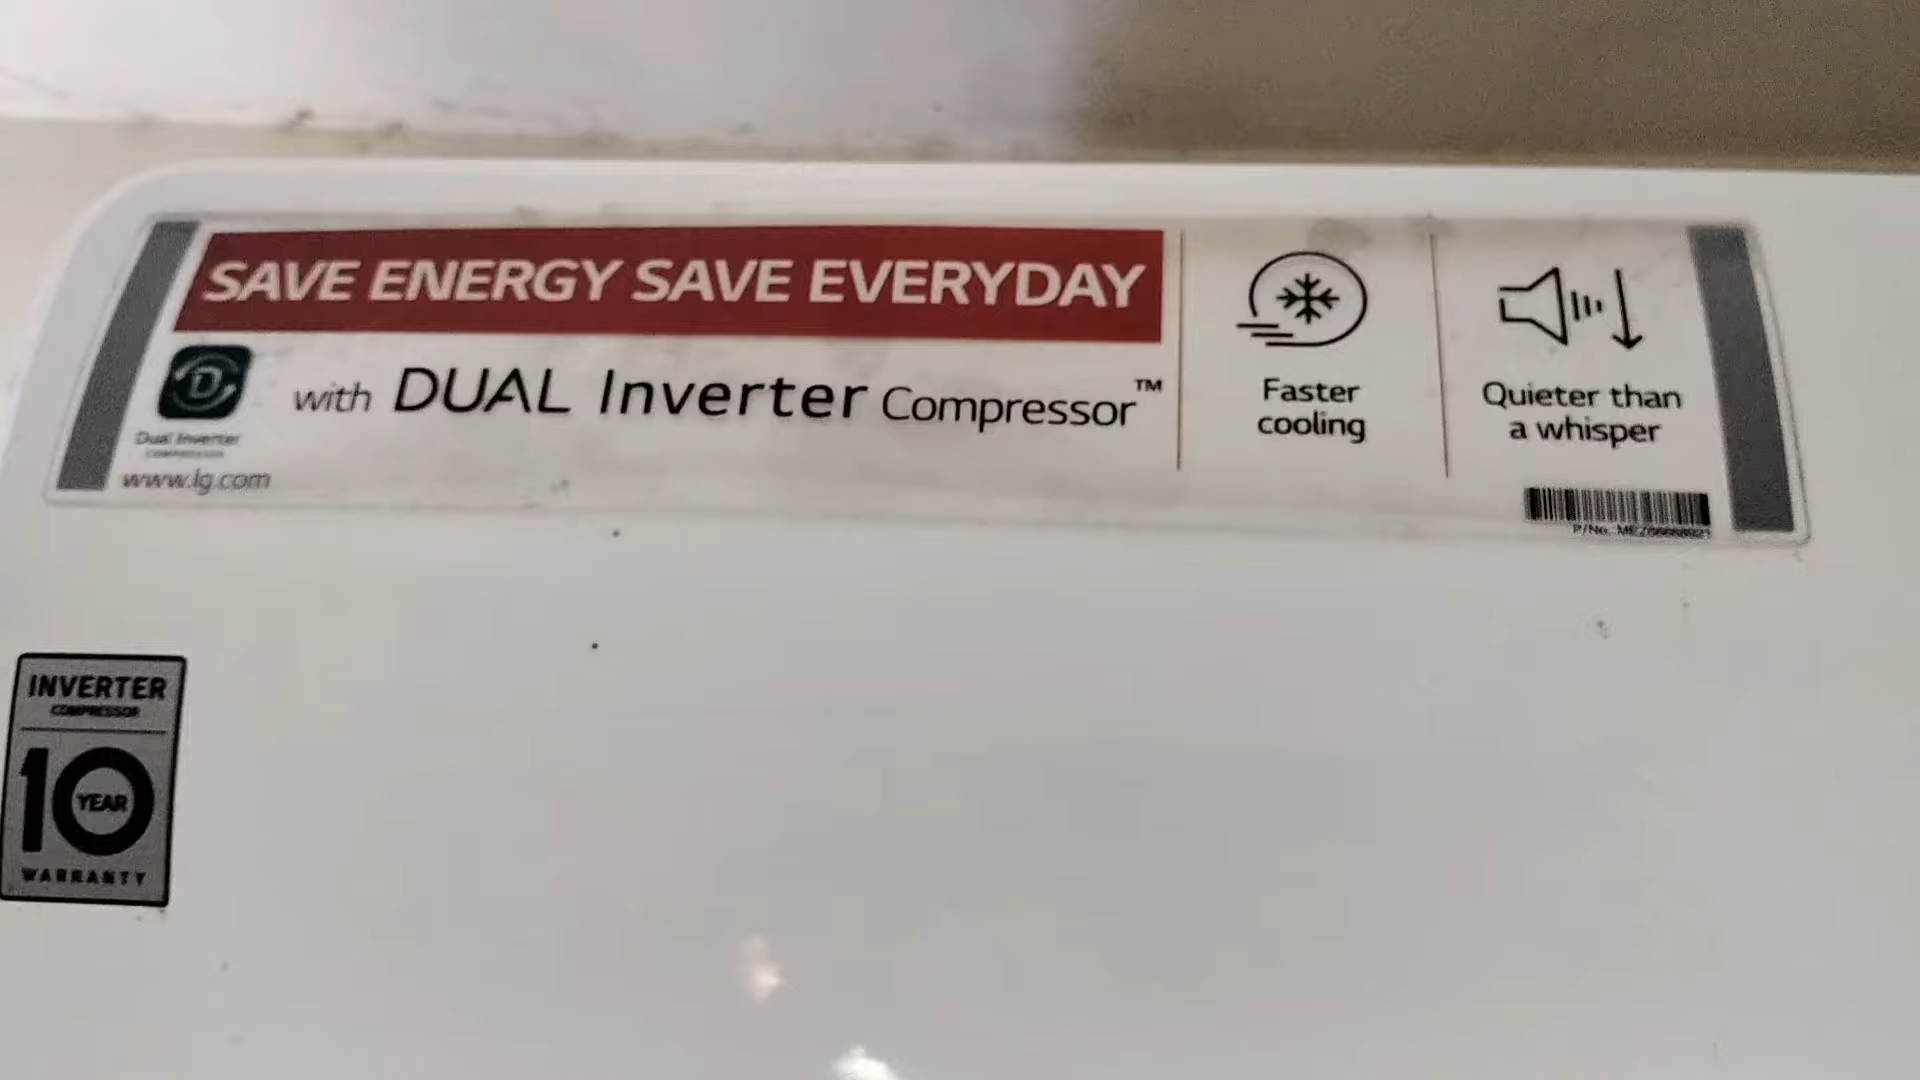 SAVE ENERGY SAVE EVERYDAY
with DUAL Inverter Compressor™
Dual Inverter
COMPRESSOR
www.lg.com
Faster
cooling
Quieter than
a whisper
P/No.
INVERTER
COMPRESSOR
10
YEAR
WARRANTY